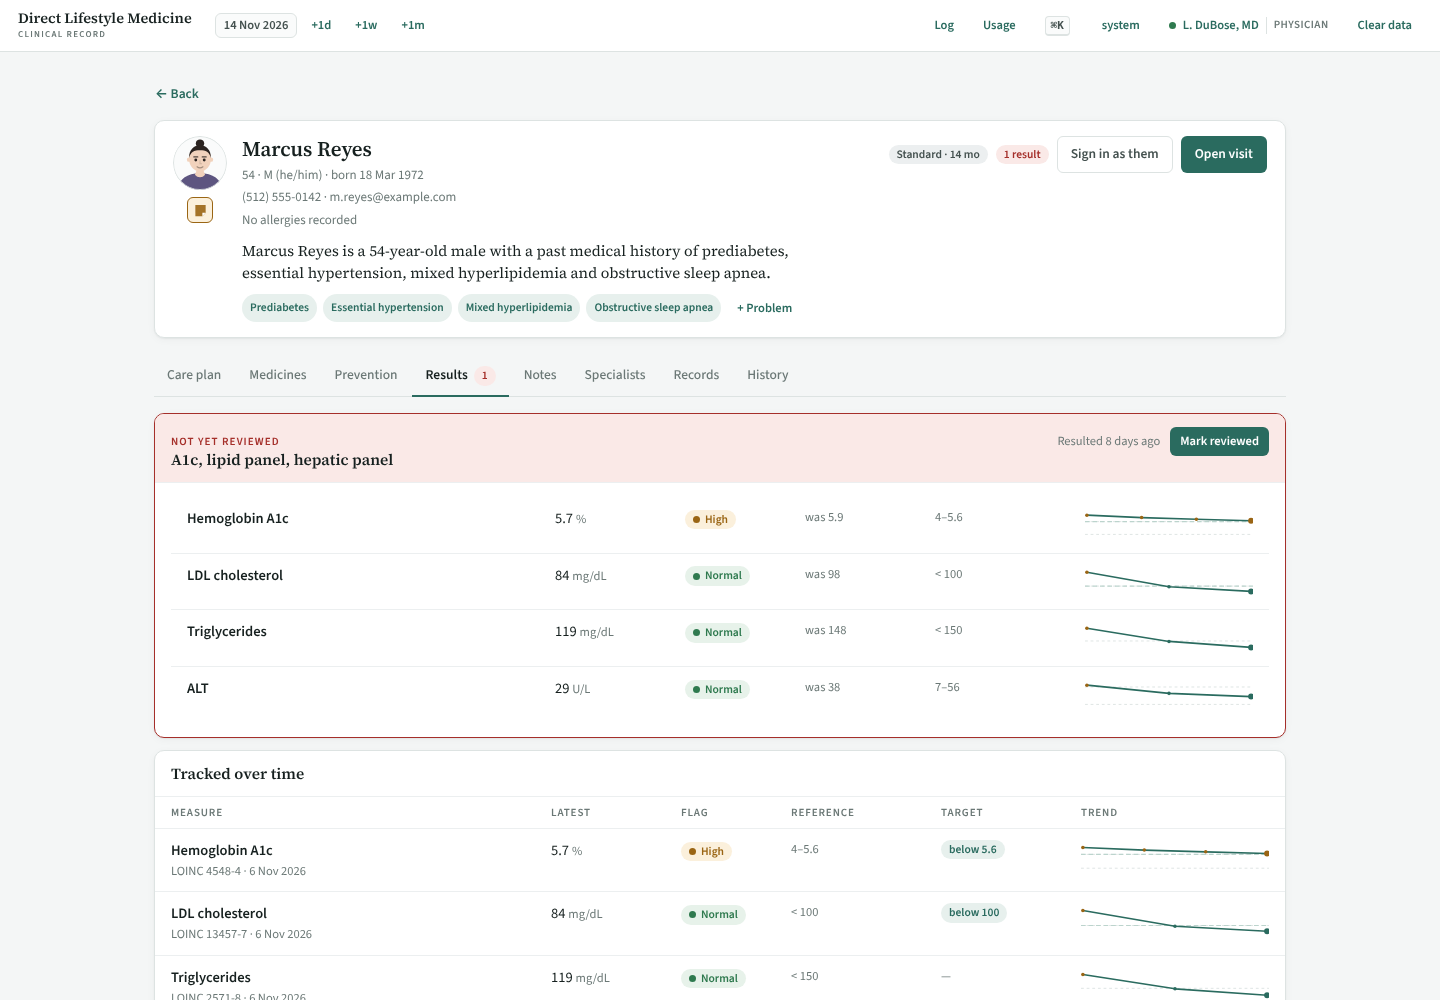 Direct Lifestyle Medicine
CLINICAL RECORD
14 Nov 2026 +1d +1w +1m
Log Usage ⌘K system L. DuBose, MD PHYSICIAN Clear data
← Back
Marcus Reyes
54 · M (he/him) · born 18 Mar 1972
(512) 555-0142 · m.reyes@example.com
No allergies recorded
Standard · 14 mo 1 result Sign in as them Open visit
Marcus Reyes is a 54-year-old male with a past medical history of prediabetes,
essential hypertension, mixed hyperlipidemia and obstructive sleep apnea.
Prediabetes Essential hypertension Mixed hyperlipidemia Obstructive sleep apnea + Problem
Care plan Medicines Prevention Results 1 Notes Specialists Records History
NOT YET REVIEWED
A1c, lipid panel, hepatic panel
Resulted 8 days ago Mark reviewed
Hemoglobin A1c 5.7 % High was 5.9 4–5.6
LDL cholesterol 84 mg/dL Normal was 98 < 100
Triglycerides 119 mg/dL Normal was 148 < 150
ALT 29 U/L Normal was 38 7–56
Tracked over time
MEASURE LATEST FLAG REFERENCE TARGET TREND
Hemoglobin A1c 5.7 % High 4–5.6 below 5.6
LOINC 4548-4 · 6 Nov 2026
LDL cholesterol 84 mg/dL Normal < 100 below 100
LOINC 13457-7 · 6 Nov 2026
Triglycerides 119 mg/dL Normal < 150 —
LOINC 2571-8 · 6 Nov 2026